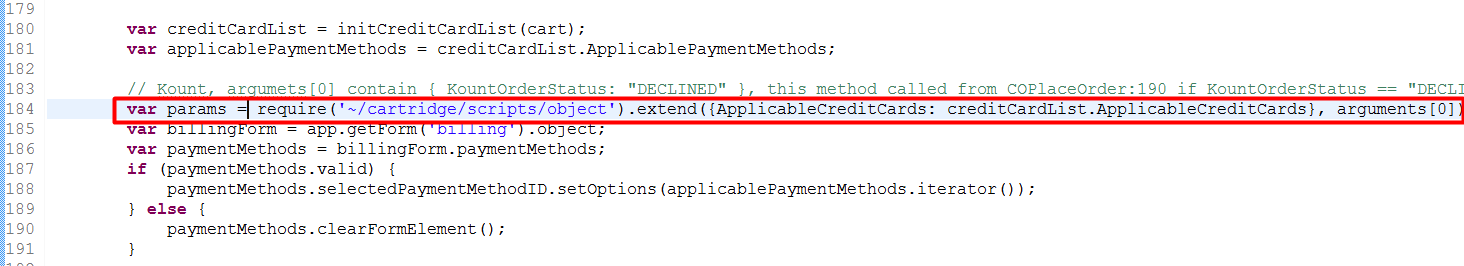 179
180 var creditCardList = initCreditCardList(cart);
181 var applicablePaymentMethods = creditCardList.ApplicablePaymentMethods;
182
183 // Kount, argumets[0] contain { KountOrderStatus: "DECLINED" }, this method called from COPlaceOrder:190 if KountOrderStatus == "DECLI
184 var params = require('~/cartridge/scripts/object').extend({ApplicableCreditCards: creditCardList.ApplicableCreditCards}, arguments[0])
185 var billingForm = app.getForm('billing').object;
186 var paymentMethods = billingForm.paymentMethods;
187 if (paymentMethods.valid) {
188 paymentMethods.selectedPaymentMethodID.setOptions(applicablePaymentMethods.iterator());
189 } else {
190 paymentMethods.clearFormElement();
191 }